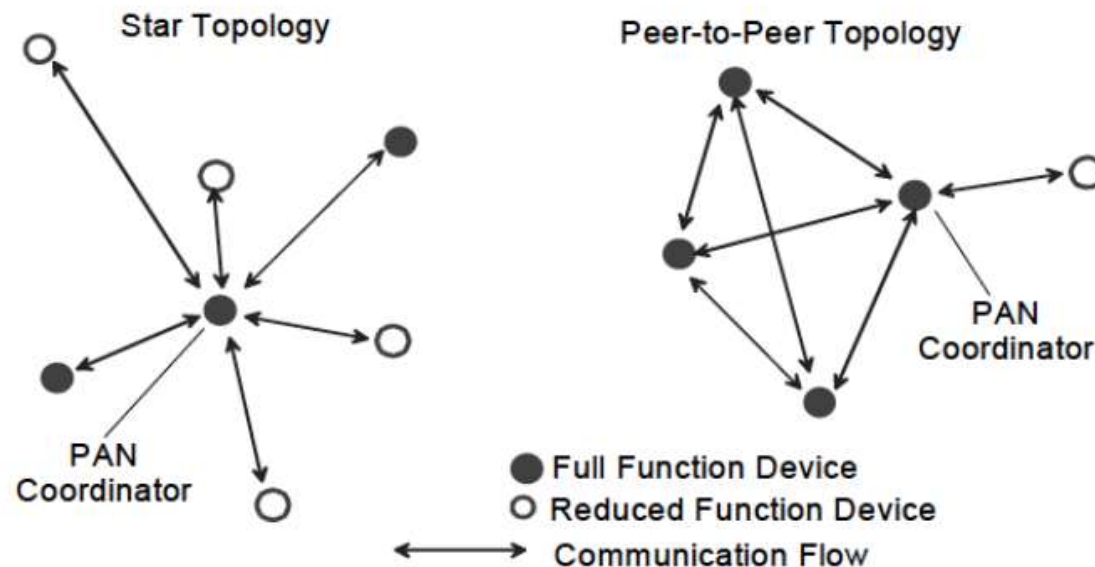 Star Topology
Peer-to-Peer Topology
PAN
Coordinator
PAN
Coordinator
Full Function Device
Reduced Function Device
Communication Flow